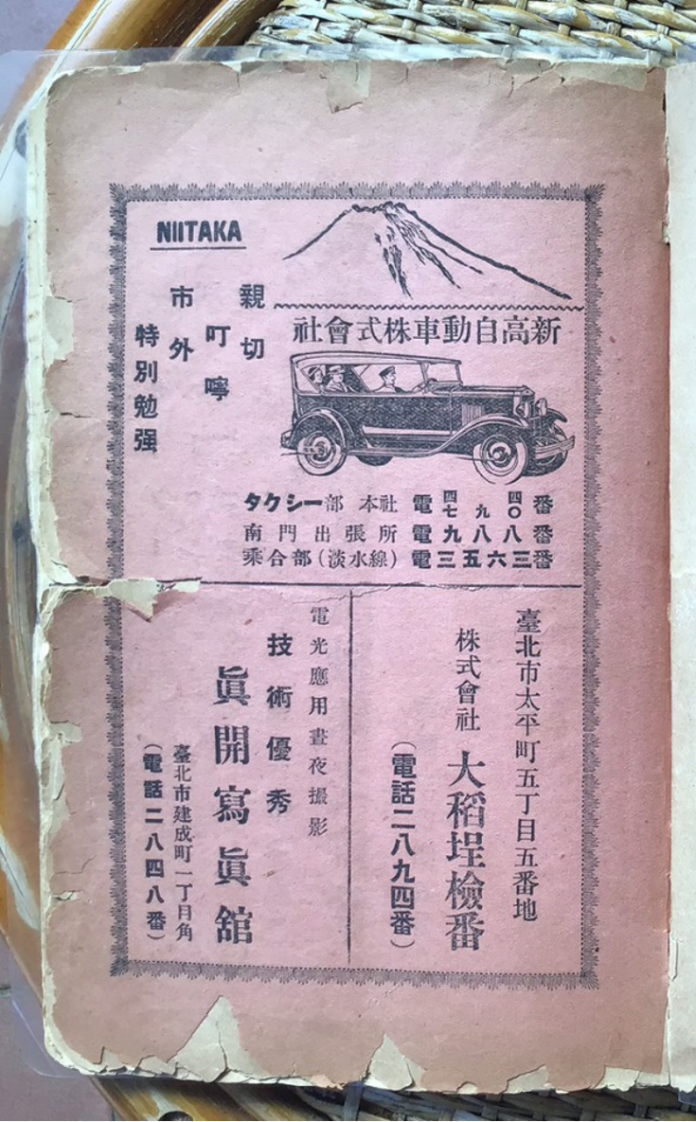 NIITAKA
新高自動車株式會社
親切
叮嚀
市外
特別勉强
タクシー部 本社 電 四七 九 四〇 番
南門出張所 電九八八番
乘合部(淡水線) 電三五六三番
臺北市太平町五丁目五番地
株式會社 大稻埕檢番
(電話二八九四番)
電光應用晝夜撮影
技術優秀
眞開寫眞舘
臺北市建成町一丁目角
(電話二八四八番)